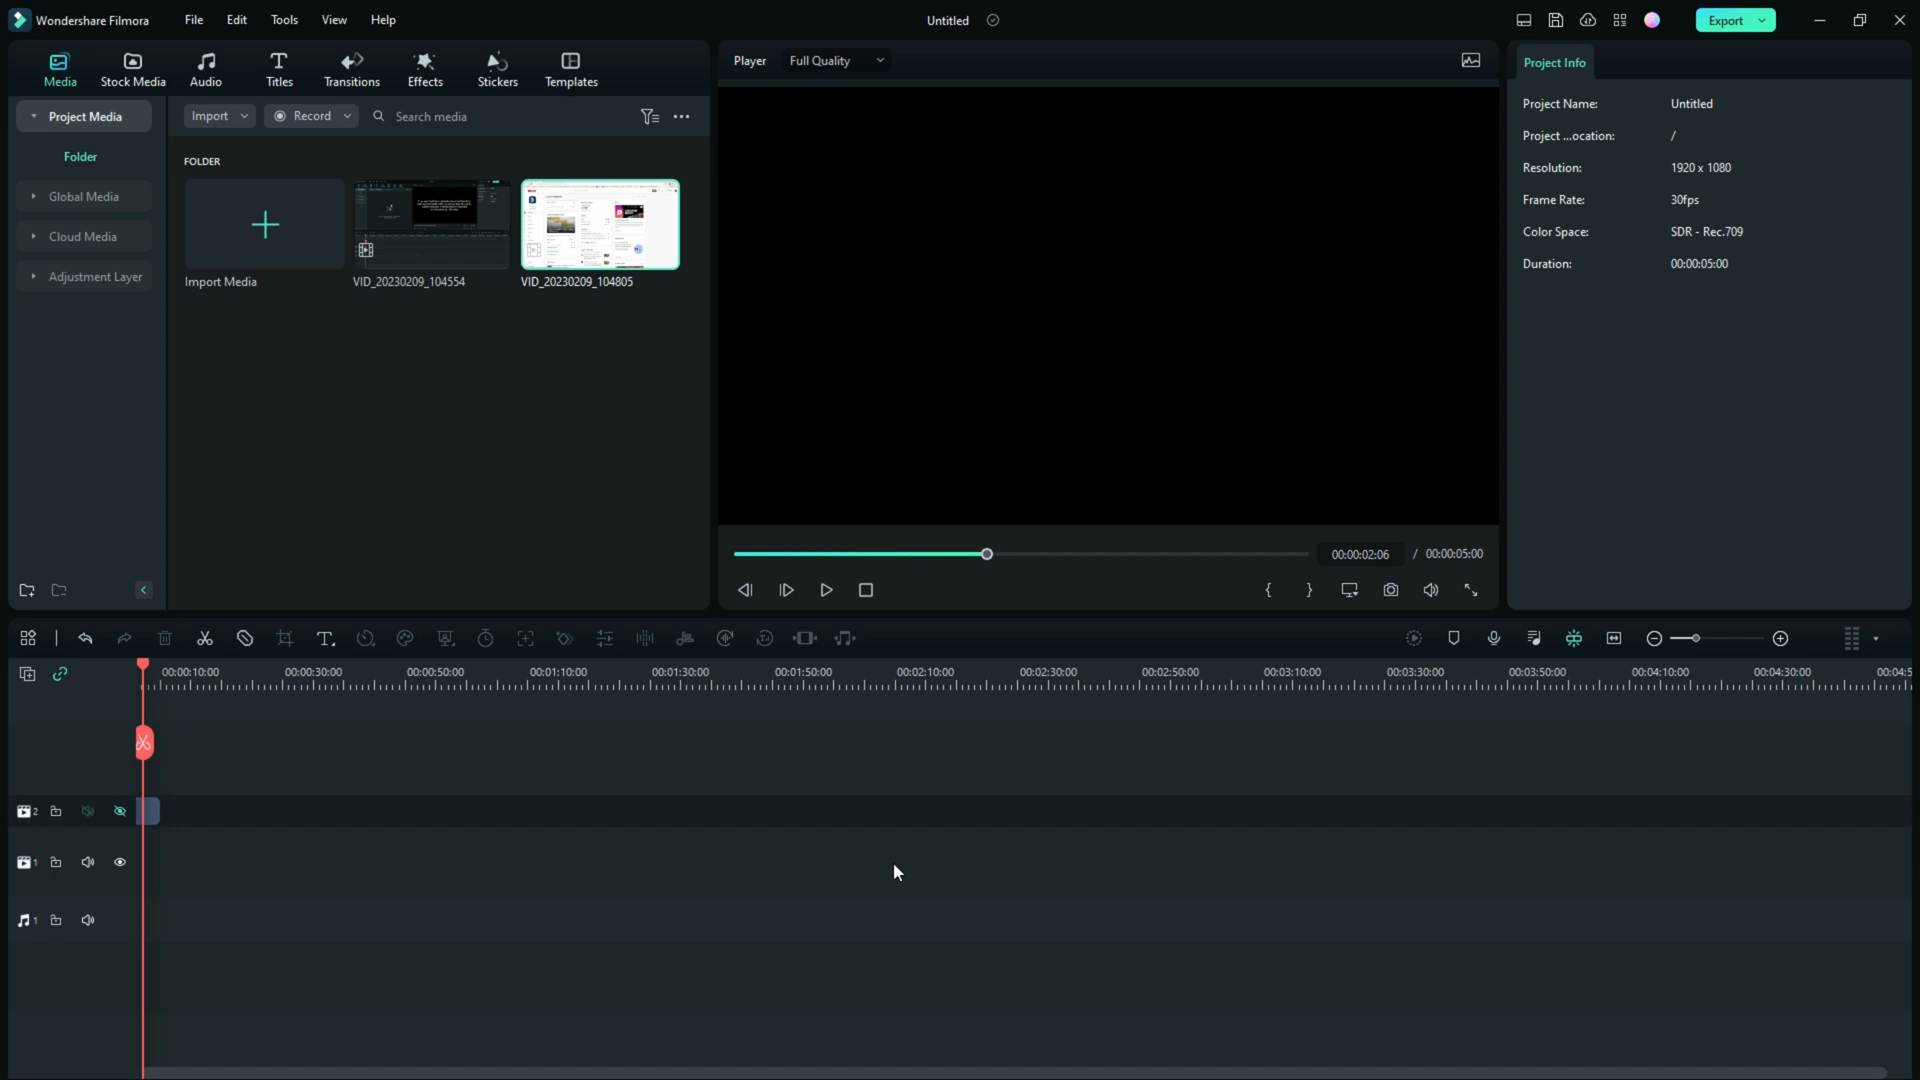 Wondershare Filmora
File
Edit
Tools
View
Help
Untitled
Export
Media
Stock Media
Audio
Titles
Transitions
Effects
Stickers
Templates
Player
Full Quality
Project Info
Project Media
Import
Record
Search media
Project Name:
Untitled
Project ...ocation:
/
Folder
FOLDER
Resolution:
1920 x 1080
Global Media
Frame Rate:
30fps
Cloud Media
Color Space:
SDR - Rec.709
Adjustment Layer
Import Media
VID_20230209_104554
VID_20230209_104805
Duration:
00:00:05:00
00:00:02:06 / 00:00:05:00
00:00:10:00
00:00:30:00
00:00:50:00
00:01:10:00
00:01:30:00
00:01:50:00
00:02:10:00
00:02:30:00
00:02:50:00
00:03:10:00
00:03:30:00
00:03:50:00
00:04:10:00
00:04:30:00
00:04:5
2
1
1